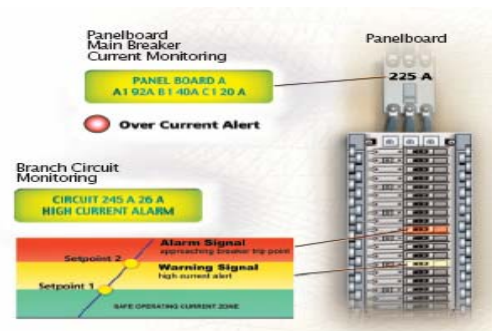 Panelboard
Main Breaker
Current Monitoring
PANEL BOARD A
A1 92A B1 40A C1 20 A
Over Current Alert
Panelboard
225 A
Branch Circuit
Monitoring
CIRCUIT 245 A 26 A
HIGH CURRENT ALARM
Alarm Signal
approaching breaker trip point
Setpoint 2
Warning Signal
high current alert
Setpoint 1
SAFE OPERATING CURRENT ZONE